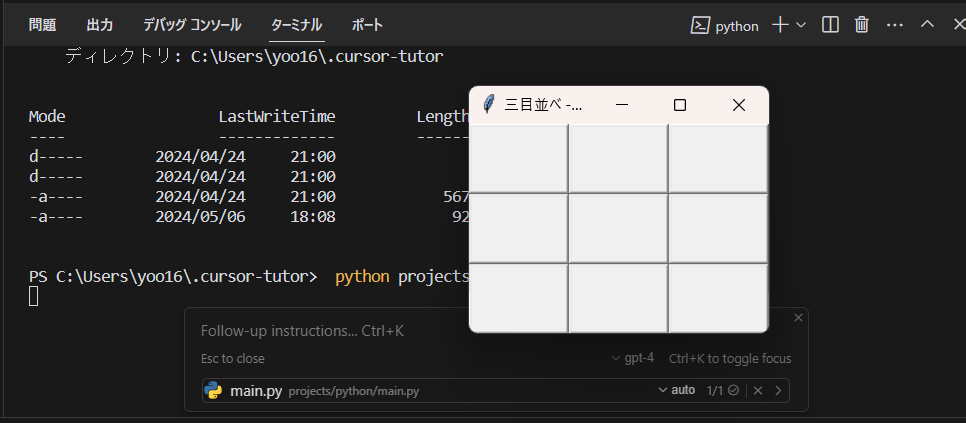 問題 出力 デバッグ コンソール ターミナル ポート python
ディレクトリ: C:\Users\yoo16\.cursor-tutor
三目並べ -...
Mode LastWriteTime Length
---- ------------- ------
d----- 2024/04/24 21:00
d----- 2024/04/24 21:00
-a---- 2024/04/24 21:00 567
-a---- 2024/05/06 18:08 92
PS C:\Users\yoo16\.cursor-tutor> python projects
Follow-up instructions... Ctrl+K
Esc to close gpt-4 Ctrl+K to toggle focus
main.py projects/python/main.py auto 1/1